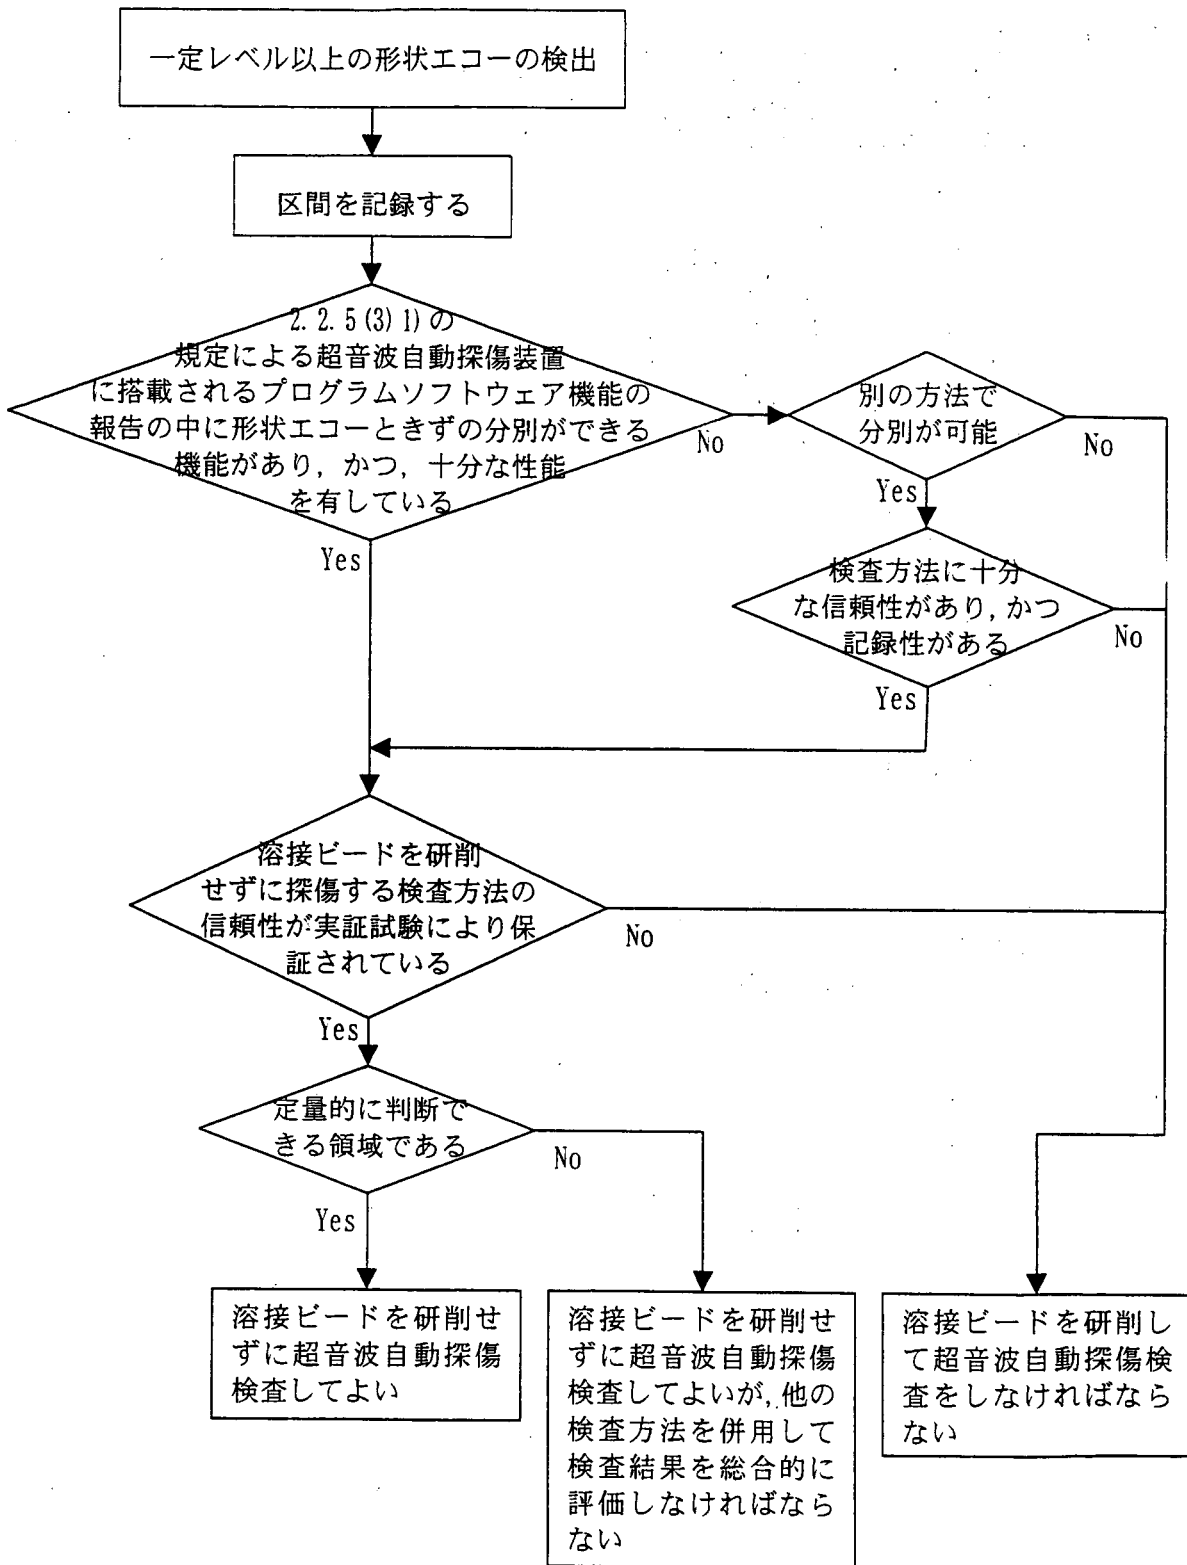 一定レベル以上の形状エコーの検出
区間を記録する
2.2.5(3)1)の
規定による超音波自動探傷装置
に搭載されるプログラムソフトウェア機能の
報告の中に形状エコーときずの分別ができる
機能があり，かつ，十分な性能
を有している
No
Yes
別の方法で
分別が可能
No
Yes
検査方法に十分
な信頼性があり，かつ
記録性がある
No
Yes
溶接ビードを研削
せずに探傷する検査方法の
信頼性が実証試験により保
証されている
No
Yes
定量的に判断で
きる領域である
No
Yes
溶接ビードを研削せ
ずに超音波自動探傷
検査してよい
溶接ビードを研削せ
ずに超音波自動探傷
検査してよいが，他の
検査方法を併用して
検査結果を総合的に
評価しなければなら
ない
溶接ビードを研削し
て超音波自動探傷検
査をしなければなら
ない